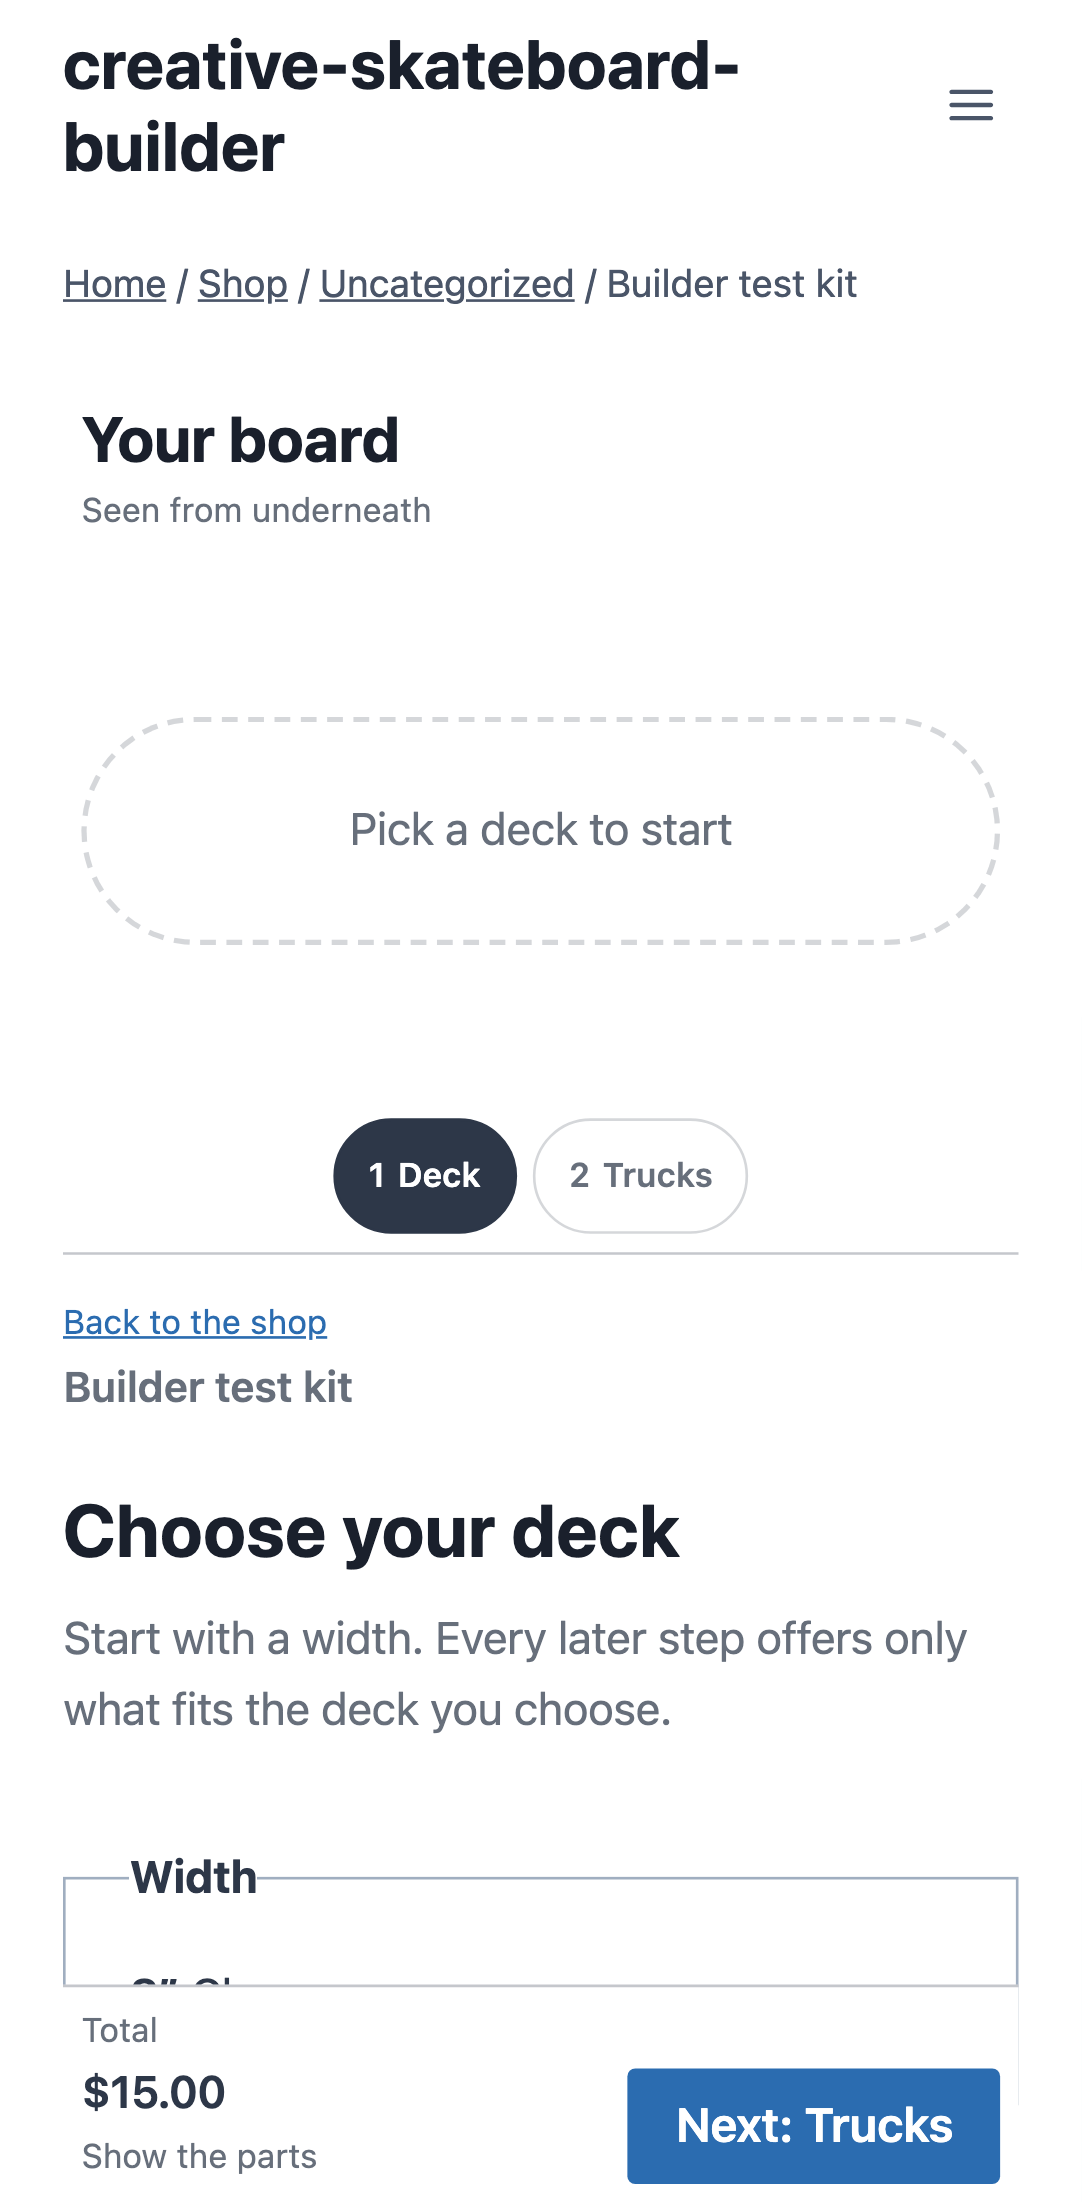 creative-skateboard-
builder
Home / Shop / Uncategorized / Builder test kit
Your board
Seen from underneath
Pick a deck to start
1 Deck
2 Trucks
Back to the shop
Builder test kit
Choose your deck
Start with a width. Every later step offers only
what fits the deck you choose.
Width
Total
$15.00
Show the parts
Next: Trucks